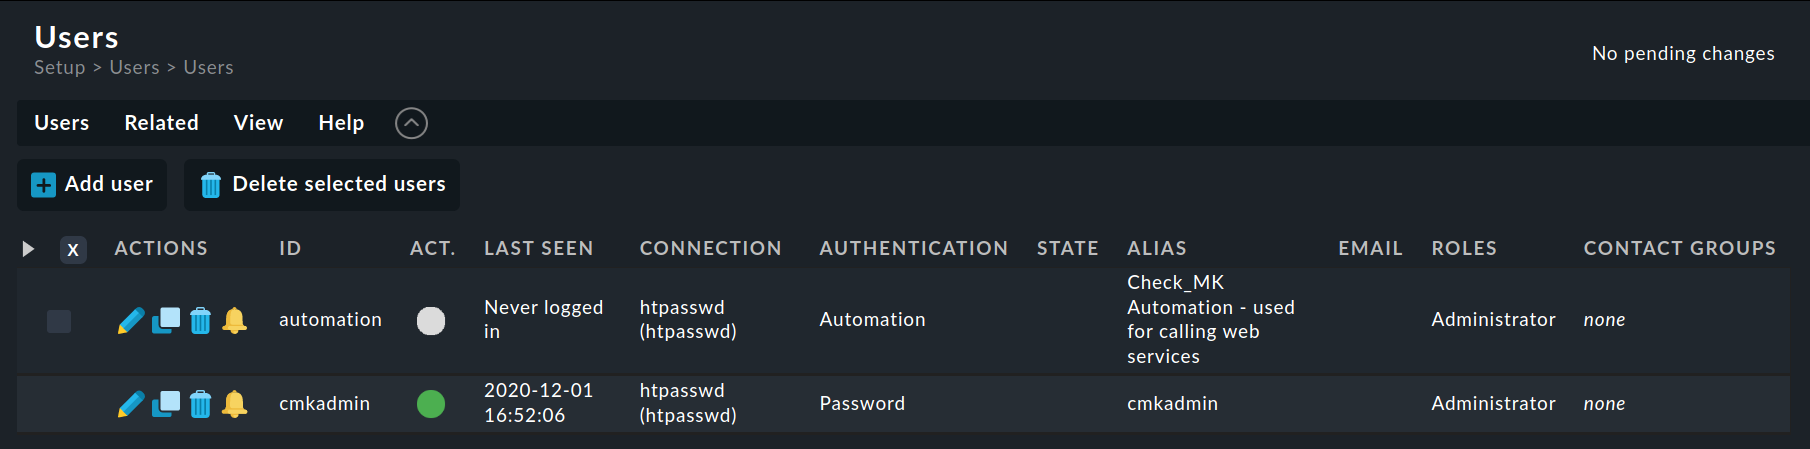 Users
Setup > Users > Users
No pending changes
Users Related View Help
Add user Delete selected users
X ACTIONS ID ACT. LAST SEEN CONNECTION AUTHENTICATION STATE ALIAS EMAIL ROLES CONTACT GROUPS
automation
Never logged
in
htpasswd
(htpasswd)
Automation
Check_MK
Automation - used
for calling web
services
Administrator
none
cmkadmin
2020-12-01
16:52:06
htpasswd
(htpasswd)
Password
cmkadmin
Administrator
none